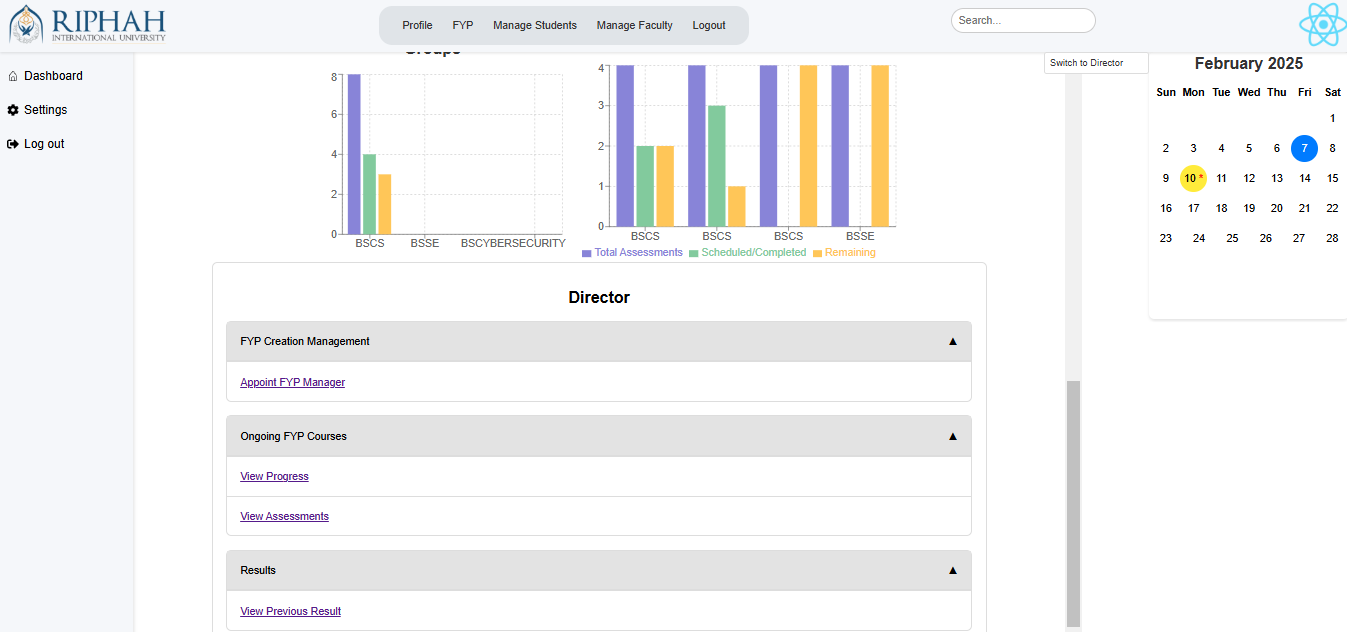 RIPHAH
INTERNATIONAL UNIVERSITY
Profile FYP Manage Students Manage Faculty Logout
Search...
Dashboard
Settings
Log out
Groups
8
6
4
2
0
BSCS BSSE BSCYBERSECURITY
4
3
2
1
0
BSCS BSCS BSCS BSSE
Total Assessments Scheduled/Completed Remaining
Switch to Director
February 2025
Sun Mon Tue Wed Thu Fri Sat
1
2 3 4 5 6 7 8
9 10 * 11 12 13 14 15
16 17 18 19 20 21 22
23 24 25 26 27 28
Director
FYP Creation Management ▲
Appoint FYP Manager
Ongoing FYP Courses ▲
View Progress
View Assessments
Results ▲
View Previous Result